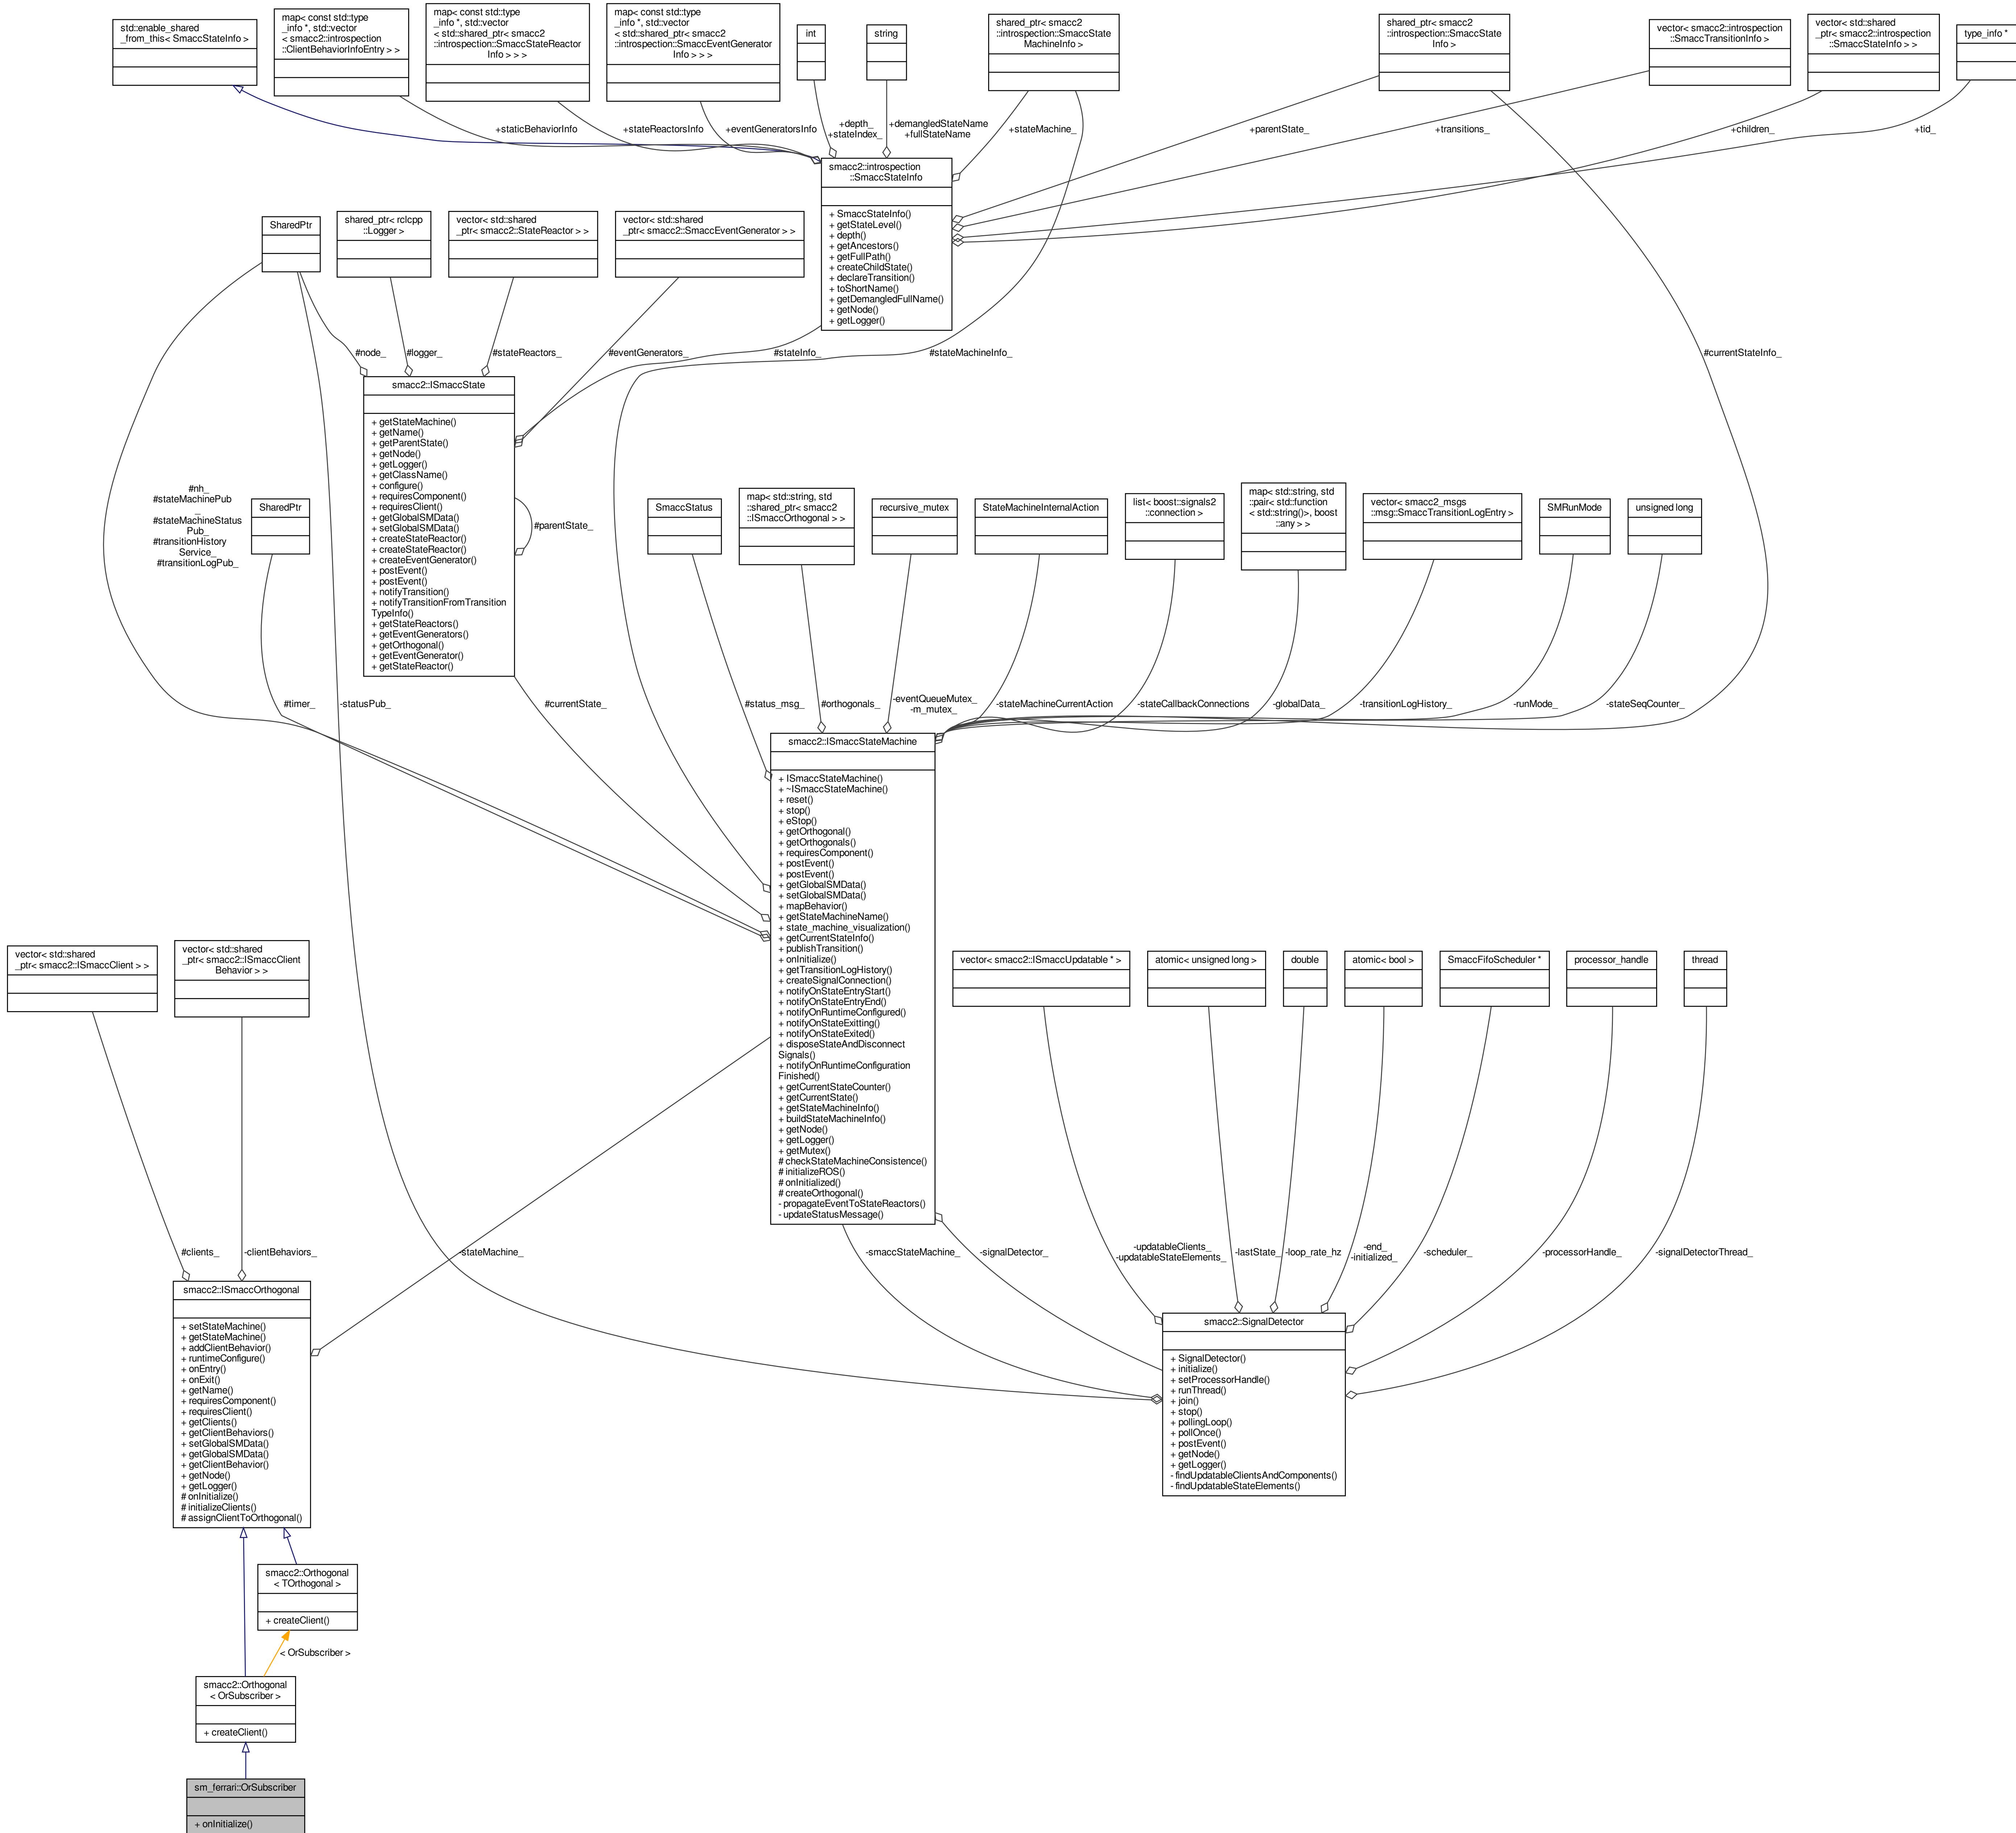 std::enable_shared
_from_this< SmaccStateInfo >
map< const std::type
_info *, std::vector
< smacc2::introspection
::ClientBehaviorInfoEntry > >
map< const std::type
_info *, std::vector
< std::shared_ptr< smacc2
::introspection::SmaccStateReactor
Info > > >
map< const std::type
_info *, std::vector
< std::shared_ptr< smacc2
::introspection::SmaccEventGenerator
Info > > >
int
string
shared_ptr< smacc2
::introspection::SmaccState
MachineInfo >
shared_ptr< smacc2
::introspection::SmaccState
Info >
vector< smacc2::introspection
::SmaccTransitionInfo >
vector< std::shared
_ptr< smacc2::introspection
::SmaccStateInfo > >
type_info *
+staticBehaviorInfo
+stateReactorsInfo
+eventGeneratorsInfo
+depth_
+stateIndex_
+demangledStateName
+fullStateName
+stateMachine_
+parentState_
+transitions_
+children_
+tid_
smacc2::introspection
::SmaccStateInfo
+ SmaccStateInfo()
+ getStateLevel()
+ depth()
+ getAncestors()
+ getFullPath()
+ createChildState()
+ declareTransition()
+ toShortName()
+ getDemangledFullName()
+ getNode()
+ getLogger()
SharedPtr
shared_ptr< rclcpp
::Logger >
vector< std::shared
_ptr< smacc2::StateReactor > >
vector< std::shared
_ptr< smacc2::SmaccEventGenerator > >
#node_
#logger_
#stateReactors_
#eventGenerators_
#stateInfo_
#stateMachineInfo_
#currentStateInfo_
smacc2::ISmaccState
+ getStateMachine()
+ getName()
+ getParentState()
+ getNode()
+ getLogger()
+ getClassName()
+ configure()
+ requiresComponent()
+ requiresClient()
+ getGlobalSMData()
+ setGlobalSMData()
+ createStateReactor()
+ createStateReactor()
+ createEventGenerator()
+ postEvent()
+ postEvent()
+ notifyTransition()
+ notifyTransitionFromTransition
TypeInfo()
+ getStateReactors()
+ getEventGenerators()
+ getOrthogonal()
+ getEventGenerator()
+ getStateReactor()
#parentState_
#nh_
#stateMachinePub
_
#stateMachineStatus
Pub_
#transitionHistory
Service_
#transitionLogPub_
SharedPtr
SmaccStatus
map< std::string, std
::shared_ptr< smacc2
::ISmaccOrthogonal > >
recursive_mutex
StateMachineInternalAction
list< boost::signals2
::connection >
map< std::string, std
::pair< std::function
< std::string()>, boost
::any > >
vector< smacc2_msgs
::msg::SmaccTransitionLogEntry >
SMRunMode
unsigned long
#timer_
-statusPub_
#currentState_
#status_msg_
#orthogonals_
-eventQueueMutex_
-m_mutex_
-stateMachineCurrentAction
-stateCallbackConnections
-globalData_
-transitionLogHistory_
-runMode_
-stateSeqCounter_
smacc2::ISmaccStateMachine
+ ISmaccStateMachine()
+ ~ISmaccStateMachine()
+ reset()
+ stop()
+ eStop()
+ getOrthogonal()
+ getOrthogonals()
+ requiresComponent()
+ postEvent()
+ postEvent()
+ getGlobalSMData()
+ setGlobalSMData()
+ mapBehavior()
+ getStateMachineName()
+ state_machine_visualization()
+ getCurrentStateInfo()
+ publishTransition()
+ onInitialize()
+ getTransitionLogHistory()
+ createSignalConnection()
+ notifyOnStateEntryStart()
+ notifyOnStateEntryEnd()
+ notifyOnRuntimeConfigured()
+ notifyOnStateExitting()
+ notifyOnStateExited()
+ disposeStateAndDisconnect
Signals()
+ notifyOnRuntimeConfiguration
Finished()
+ getCurrentStateCounter()
+ getCurrentState()
+ getStateMachineInfo()
+ buildStateMachineInfo()
+ getNode()
+ getLogger()
+ getMutex()
# checkStateMachineConsistence()
# initializeROS()
# onInitialized()
# createOrthogonal()
- propagateEventToStateReactors()
- updateStatusMessage()
vector< std::shared
_ptr< smacc2::ISmaccClient > >
vector< std::shared
_ptr< smacc2::ISmaccClient
Behavior > >
vector< smacc2::ISmaccUpdatable * >
atomic< unsigned long >
double
atomic< bool >
SmaccFifoScheduler *
processor_handle
thread
#clients_
-clientBehaviors_
-stateMachine_
-smaccStateMachine_
-signalDetector_
-updatableClients_
-updatableStateElements_
-lastState_
-loop_rate_hz
-end_
-initialized_
-scheduler_
-processorHandle_
-signalDetectorThread_
smacc2::ISmaccOrthogonal
+ setStateMachine()
+ getStateMachine()
+ addClientBehavior()
+ runtimeConfigure()
+ onEntry()
+ onExit()
+ getName()
+ requiresComponent()
+ requiresClient()
+ getClients()
+ getClientBehaviors()
+ setGlobalSMData()
+ getGlobalSMData()
+ getClientBehavior()
+ getNode()
+ getLogger()
# onInitialize()
# initializeClients()
# assignClientToOrthogonal()
smacc2::SignalDetector
+ SignalDetector()
+ initialize()
+ setProcessorHandle()
+ runThread()
+ join()
+ stop()
+ pollingLoop()
+ pollOnce()
+ postEvent()
+ getNode()
+ getLogger()
- findUpdatableClientsAndComponents()
- findUpdatableStateElements()
smacc2::Orthogonal
< TOrthogonal >
+ createClient()
< OrSubscriber >
smacc2::Orthogonal
< OrSubscriber >
+ createClient()
sm_ferrari::OrSubscriber
+ onInitialize()